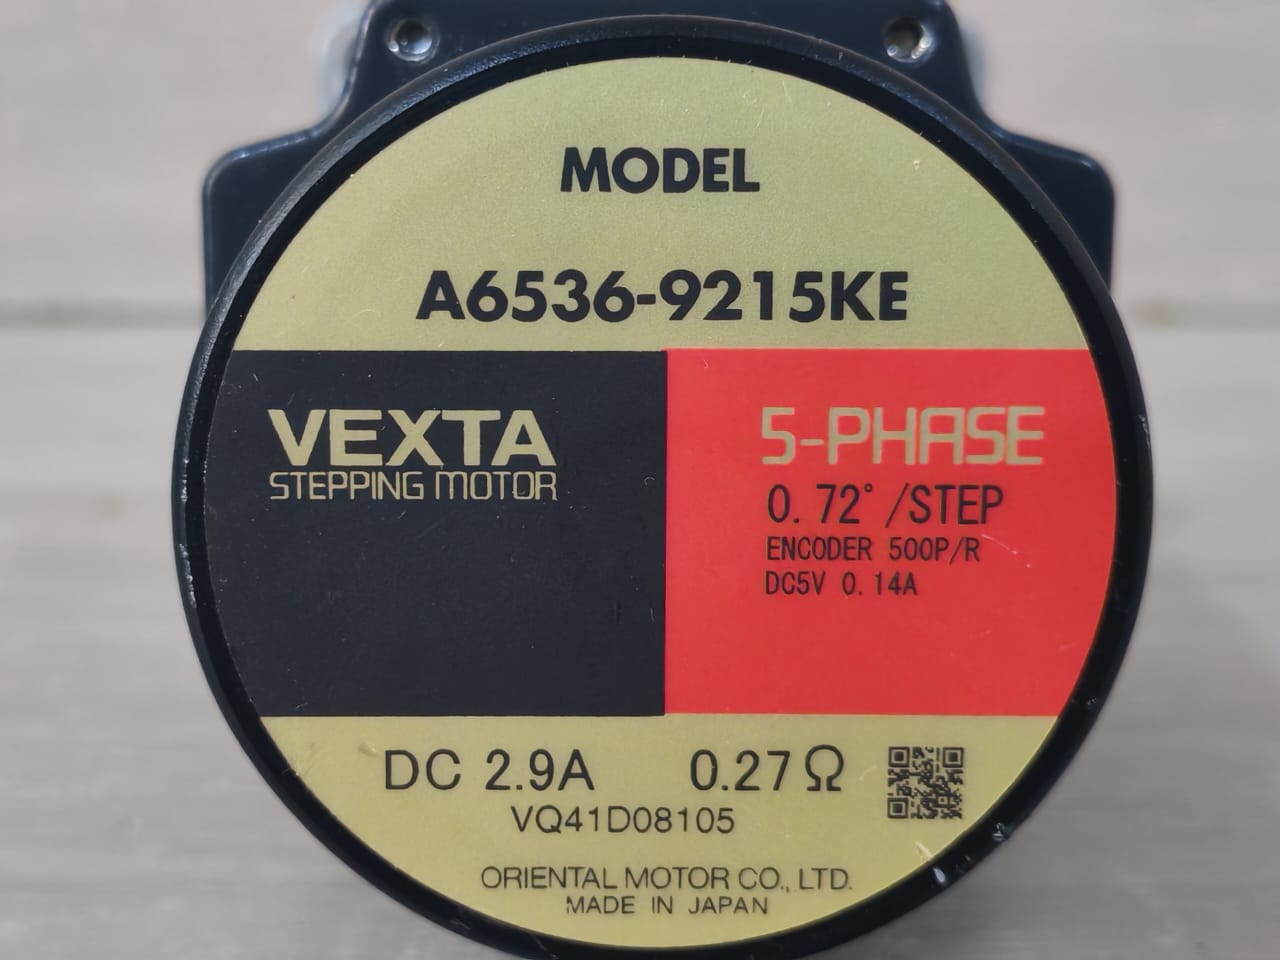 MODEL
A6536-9215KE
VEXTA
STEPPING MOTOR
5-PHASE
0.72°/STEP
ENCODER 500P/R
DC5V 0.14A
DC 2.9A 0.27Ω
VQ41D08105
ORIENTAL MOTOR CO., LTD.
MADE IN JAPAN